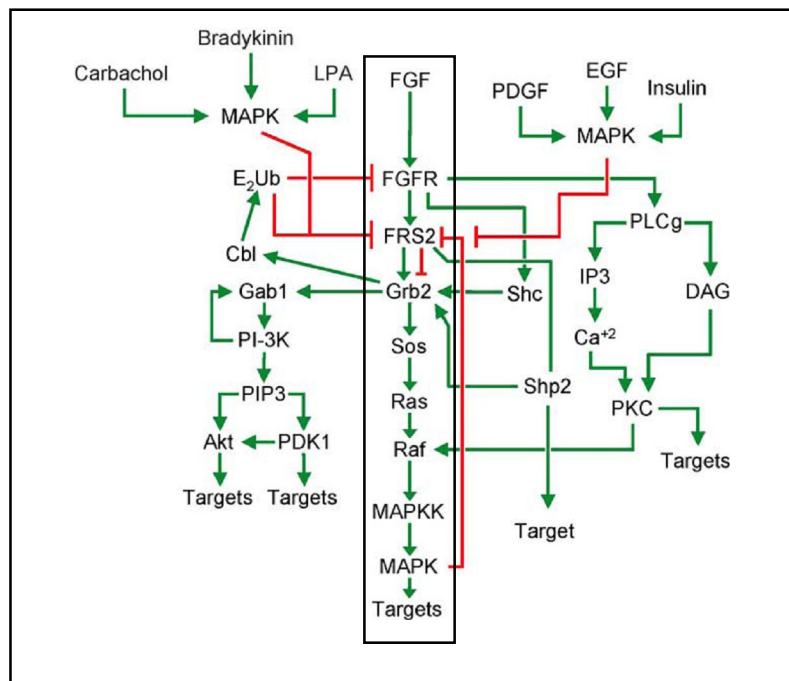 Bradykinin
Carbachol
LPA
MAPK
FGF
EGF
PDGF
Insulin
MAPK
E2Ub
FGFR
PLCg
FRS2
Cbl
IP3
Gab1
Grb2
Shc
DAG
PI-3K
Sos
Ca+2
PIP3
Ras
Shp2
PKC
Akt
PDK1
Raf
Targets
Targets
Targets
MAPKK
Target
MAPK
Targets